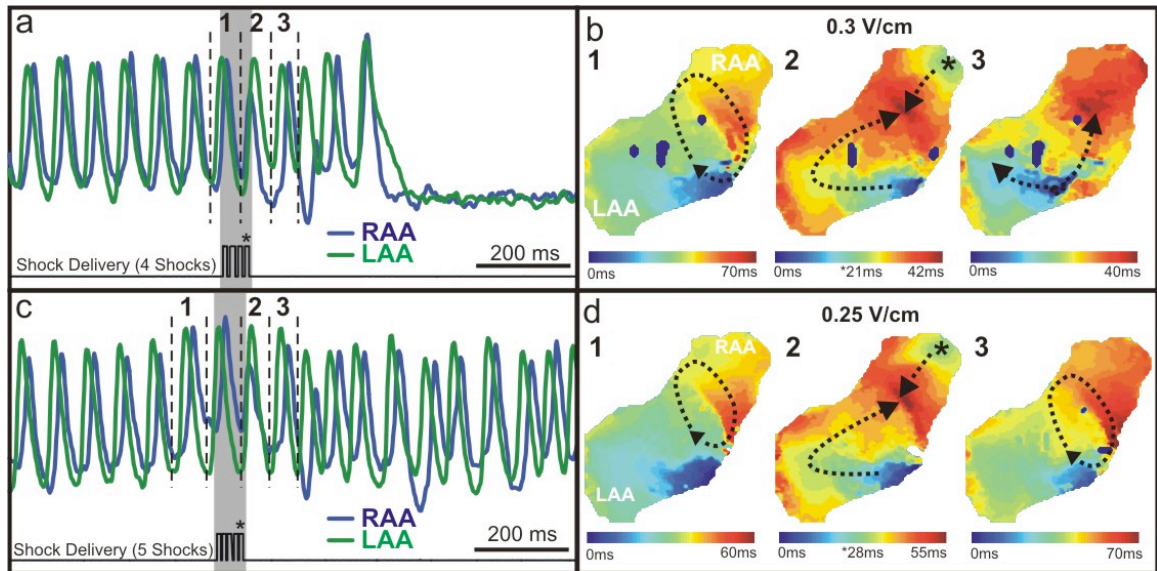 a
1 2 3
RAA
LAA
200 ms
Shock Delivery (4 Shocks)
*
b
0.3 V/cm
1 2 3
RAA
*
LAA
0ms 70ms
0ms *21ms 42ms
0ms 40ms
c
1 2 3
RAA
LAA
200 ms
Shock Delivery (5 Shocks)
*
d
0.25 V/cm
1 2 3
RAA
*
LAA
0ms 60ms
0ms *28ms 55ms
0ms 70ms